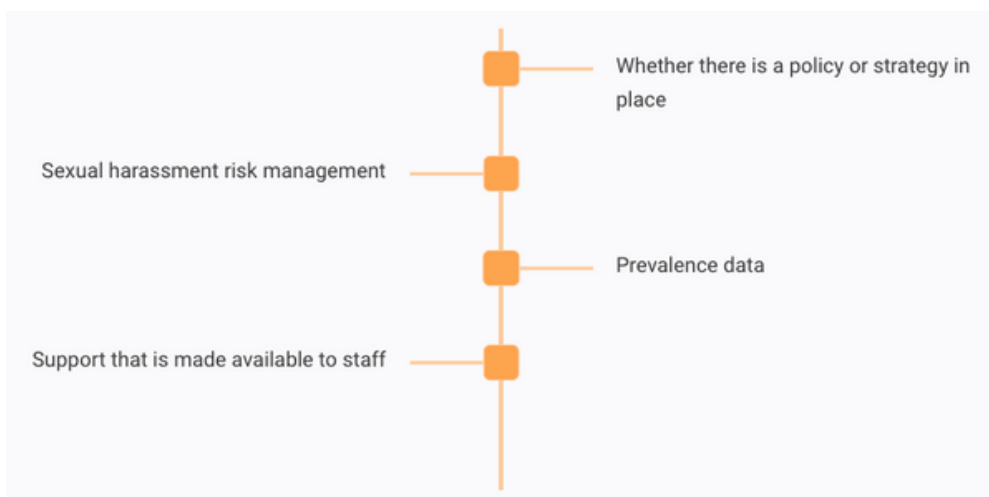 Whether there is a policy or strategy in
place
Sexual harassment risk management
Prevalence data
Support that is made available to staff